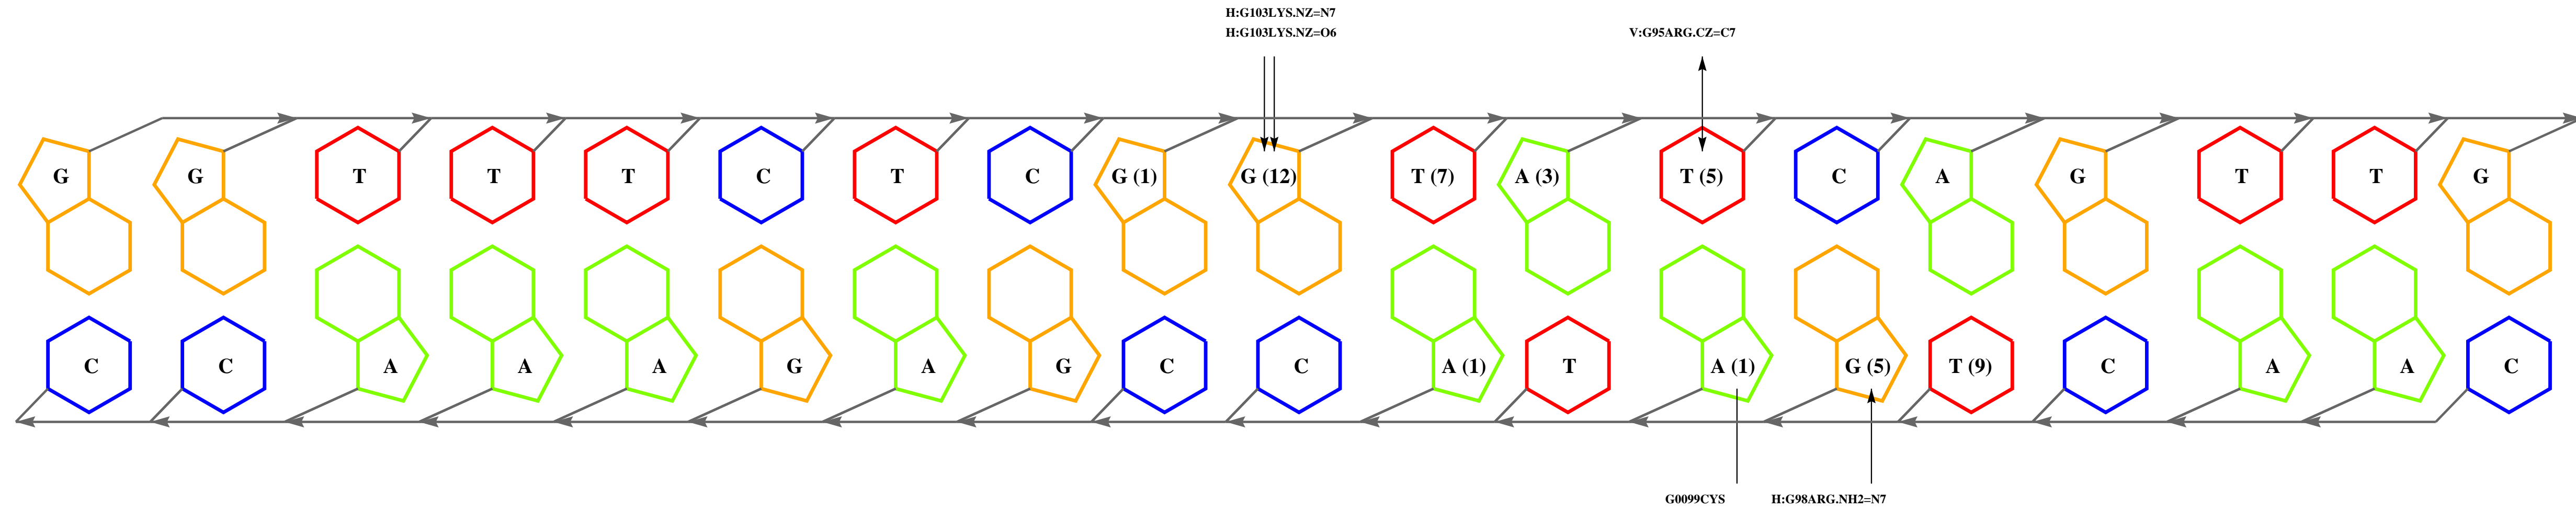 H:G103LYS.NZ=N7
H:G103LYS.NZ=O6 V:G95ARG.CZ=C7
G G T T T C T C G (1) G (12) T (7) A (3) T (5) C A G T T G
C C A A A G A G C C A (1) T A (1) G (5) T (9) C A A C
G0099CYS H:G98ARG.NH2=N7